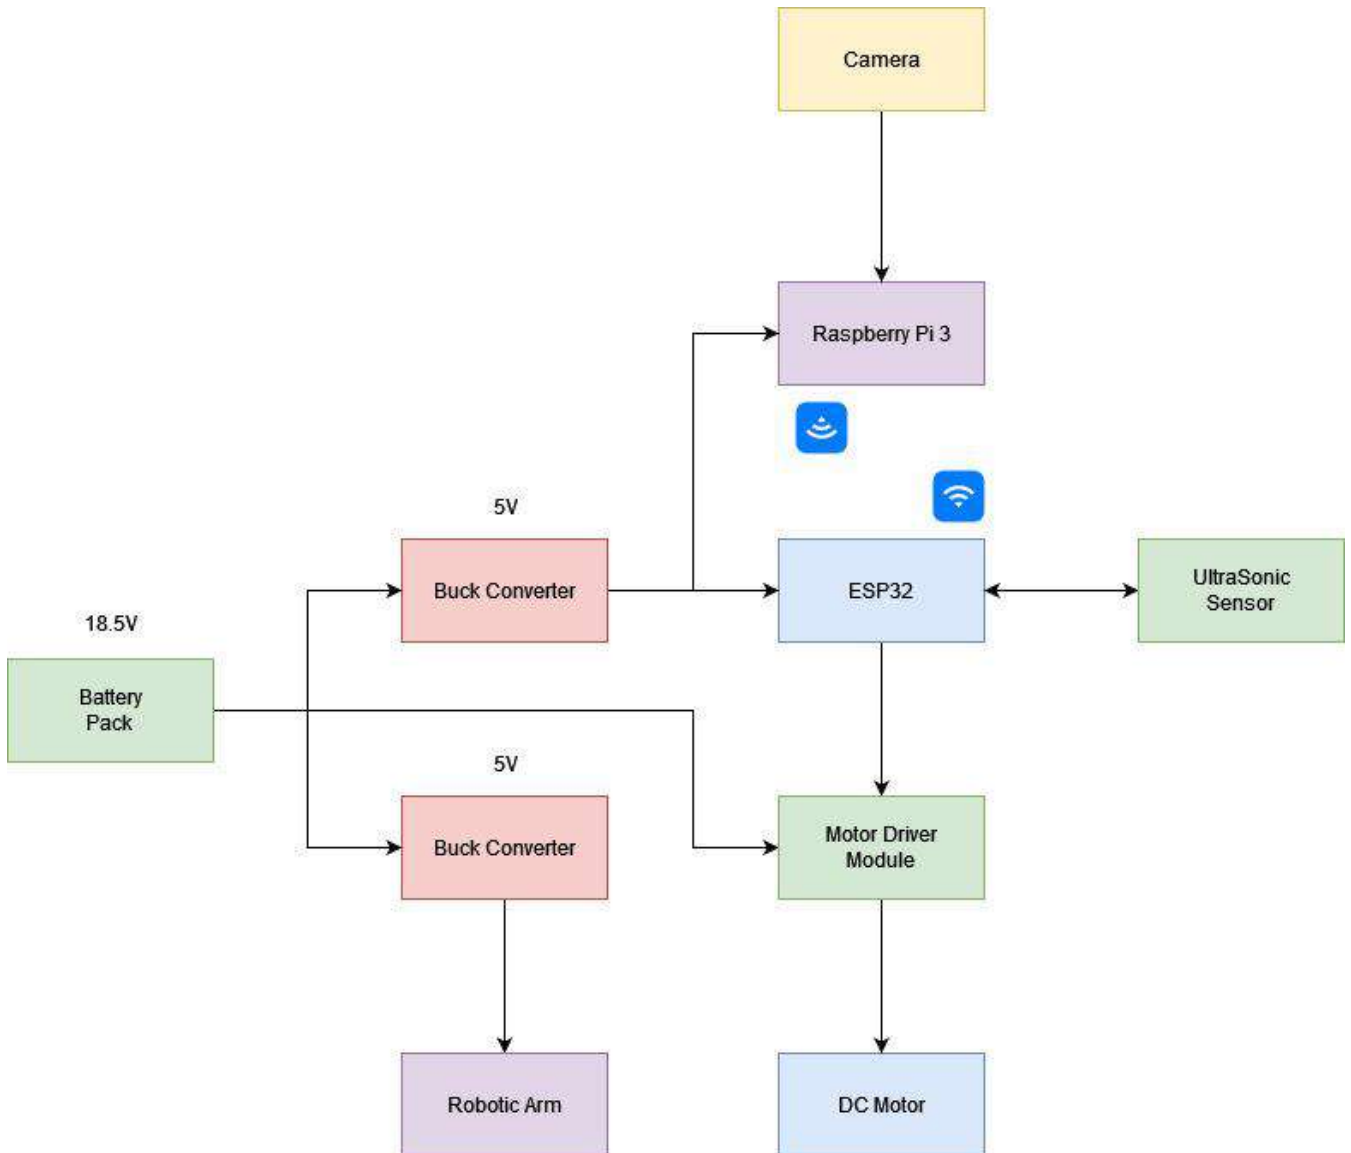 Camera
Raspberry Pi 3
5V
Buck Converter
ESP32
UltraSonic
Sensor
18.5V
Battery
Pack
5V
Buck Converter
Motor Driver
Module
Robotic Arm
DC Motor